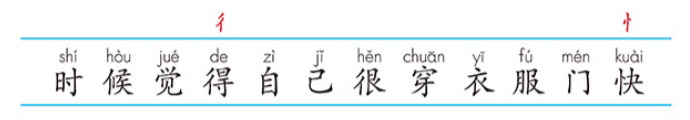 彳 忄
shí hòu jué de zì jǐ hěn chuān yī fú mén kuài
时 候 觉 得 自 己 很 穿 衣 服 门 快